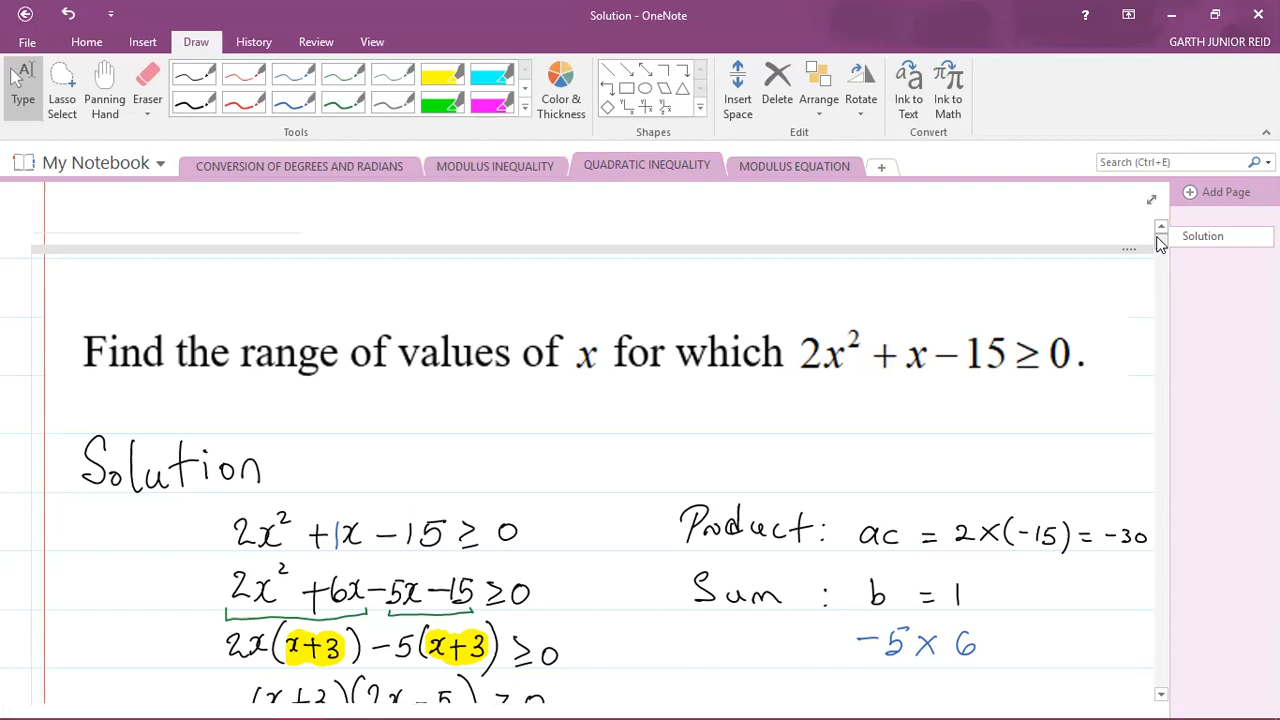 Solution - OneNote
?
File
Home
Insert
Draw
History
Review
View
GARTH JUNIOR REID
Type
Lasso Select
Panning Hand
Eraser
Color & Thickness
Insert Space
Delete
Arrange
Rotate
Ink to Text
Ink to Math
Tools
Shapes
Edit
Convert
My Notebook
CONVERSION OF DEGREES AND RADIANS
MODULUS INEQUALITY
QUADRATIC INEQUALITY
MODULUS EQUATION
Search (Ctrl+E)
Add Page
Solution
Find the range of values of x for which 2x² + x − 15 ≥ 0.
Solution
2x² + 1x − 15 ≥ 0
Product: ac = 2×(−15) = −30
2x² + 6x − 5x − 15 ≥ 0
Sum : b = 1
2x(x+3) − 5(x+3) ≥ 0
−5 × 6
(x+3)(2x − 5) ≥ 0